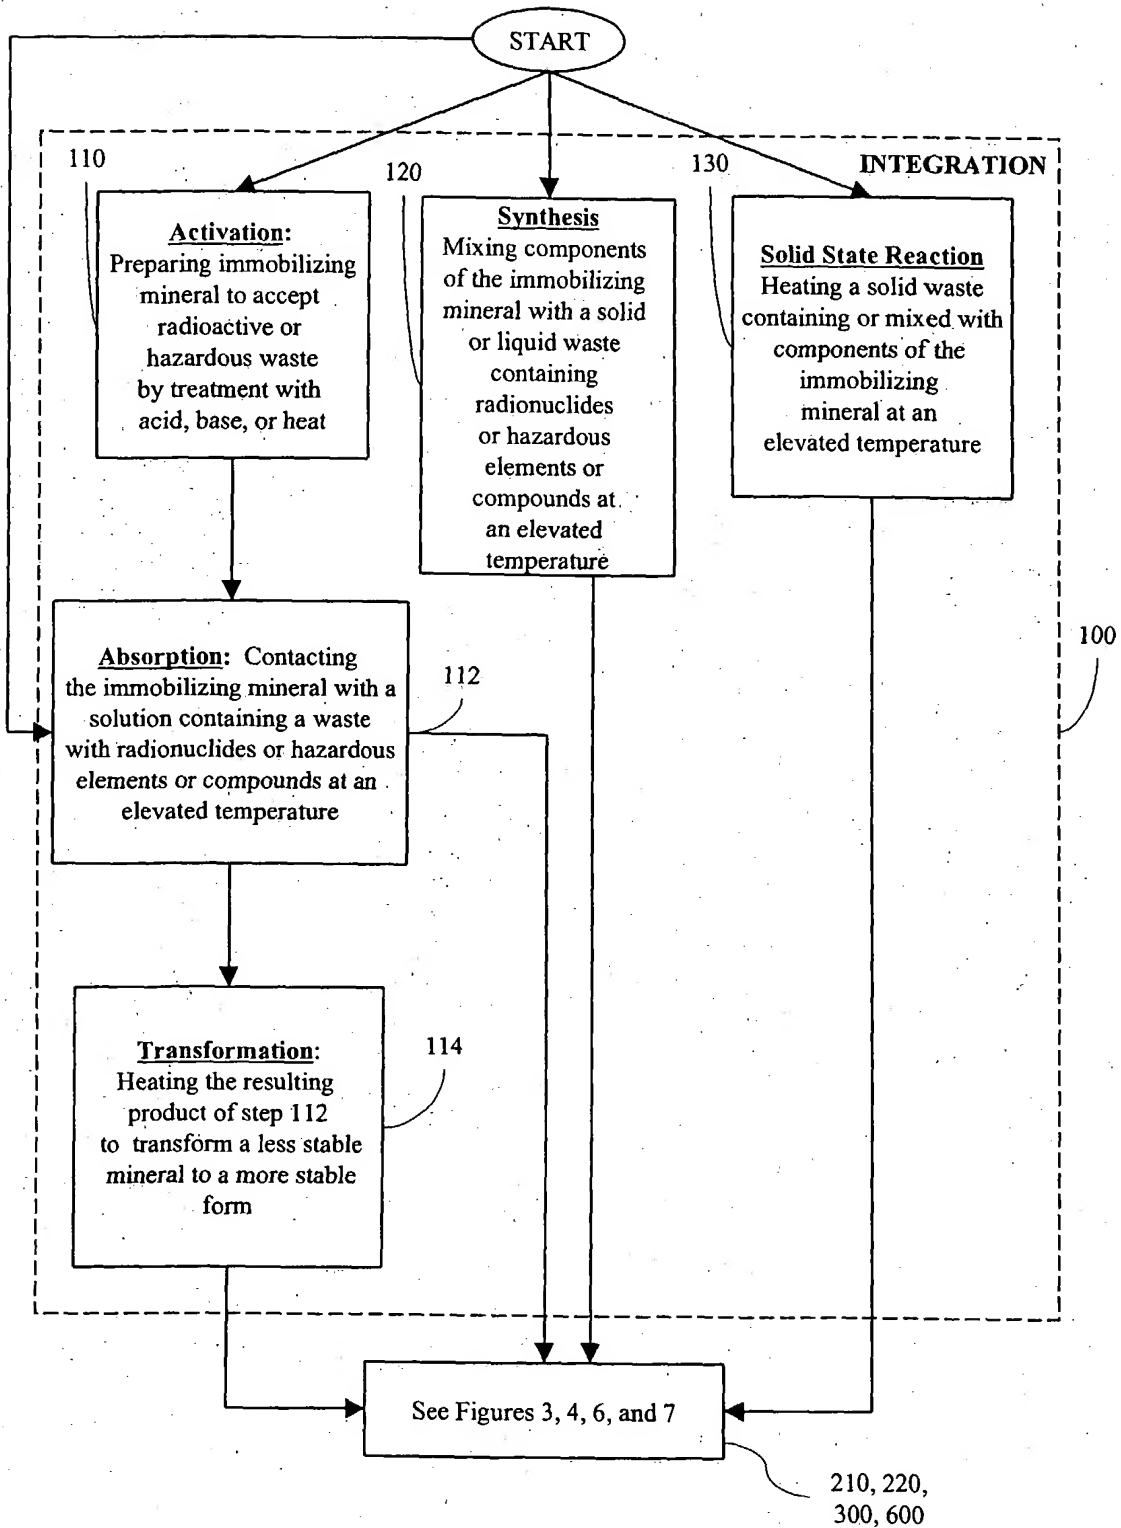 START
INTEGRATION
110
Activation:
Preparing immobilizing
mineral to accept
radioactive or
hazardous waste
by treatment with
acid, base, or heat
120
Synthesis
Mixing components
of the immobilizing
mineral with a solid
or liquid waste
containing
radionuclides
or hazardous
elements or
compounds at
an elevated
temperature
130
Solid State Reaction
Heating a solid waste
containing or mixed with
components of the
immobilizing
mineral at an
elevated temperature
100
Absorption: Contacting
the immobilizing mineral with a
solution containing a waste
with radionuclides or hazardous
elements or compounds at an
elevated temperature
112
Transformation:
Heating the resulting
product of step 112
to transform a less stable
mineral to a more stable
form
114
See Figures 3, 4, 6, and 7
210, 220,
300, 600